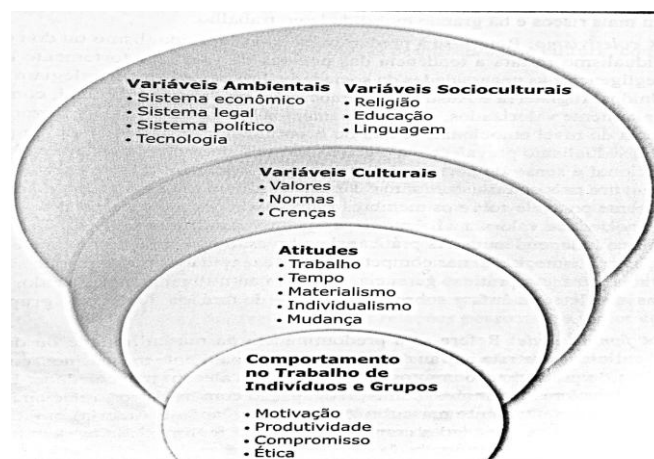 Variáveis Ambientais
• Sistema econômico
• Sistema legal
• Sistema político
• Tecnologia
Variáveis Socioculturais
• Religião
• Educação
• Linguagem
Variáveis Culturais
• Valores
• Normas
• Crenças
Atitudes
• Trabalho
• Tempo
• Materialismo
• Individualismo
• Mudança
Comportamento
no Trabalho de
Indivíduos e Grupos
• Motivação
• Produtividade
• Compromisso
• Ética